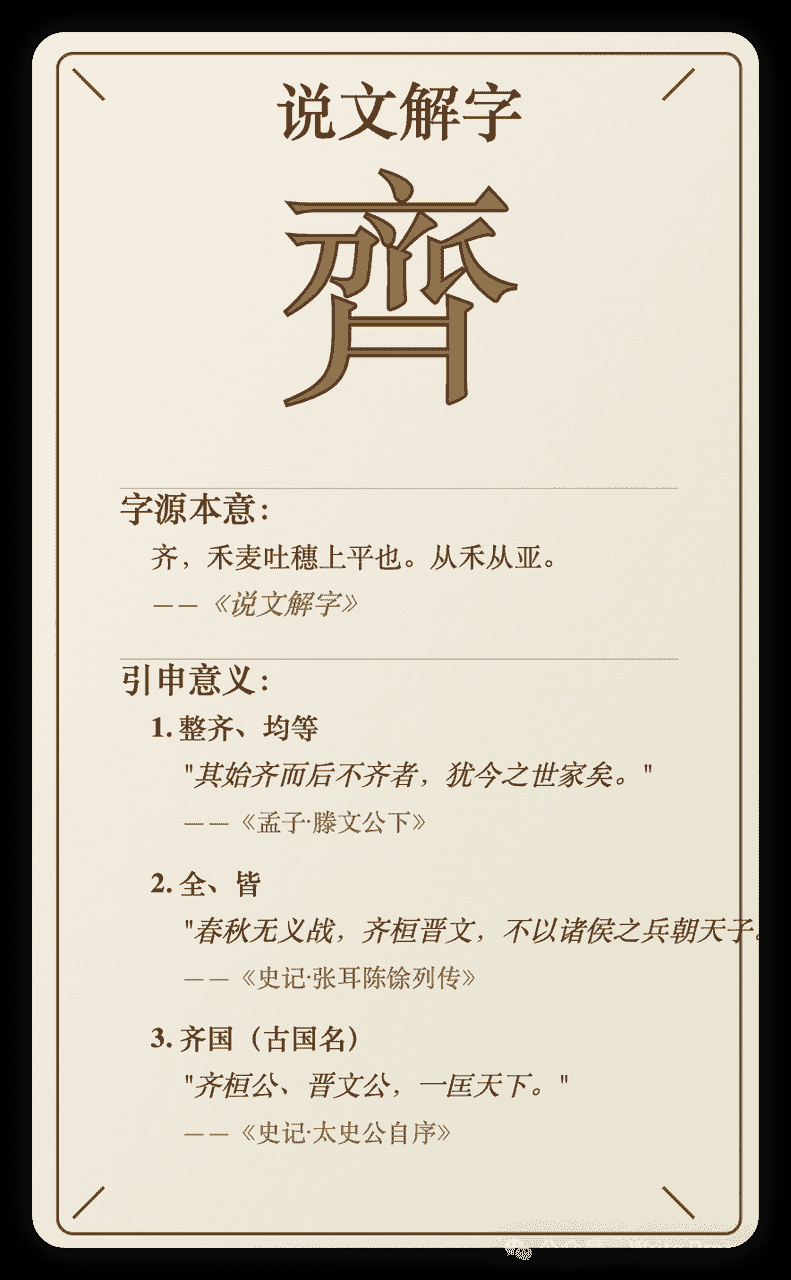 说文解字
齊
字源本意：
齐，禾麦吐穗上平也。从禾从亚。
——《说文解字》
引申意义：
1. 整齐、均等
"其始齐而后不齐者，犹今之世家矣。"
——《孟子·滕文公下》
2. 全、皆
"春秋无义战，齐桓晋文，不以诸侯之兵朝天子。
——《史记·张耳陈馀列传》
3. 齐国（古国名）
"齐桓公、晋文公，一匡天下。"
——《史记·太史公自序》